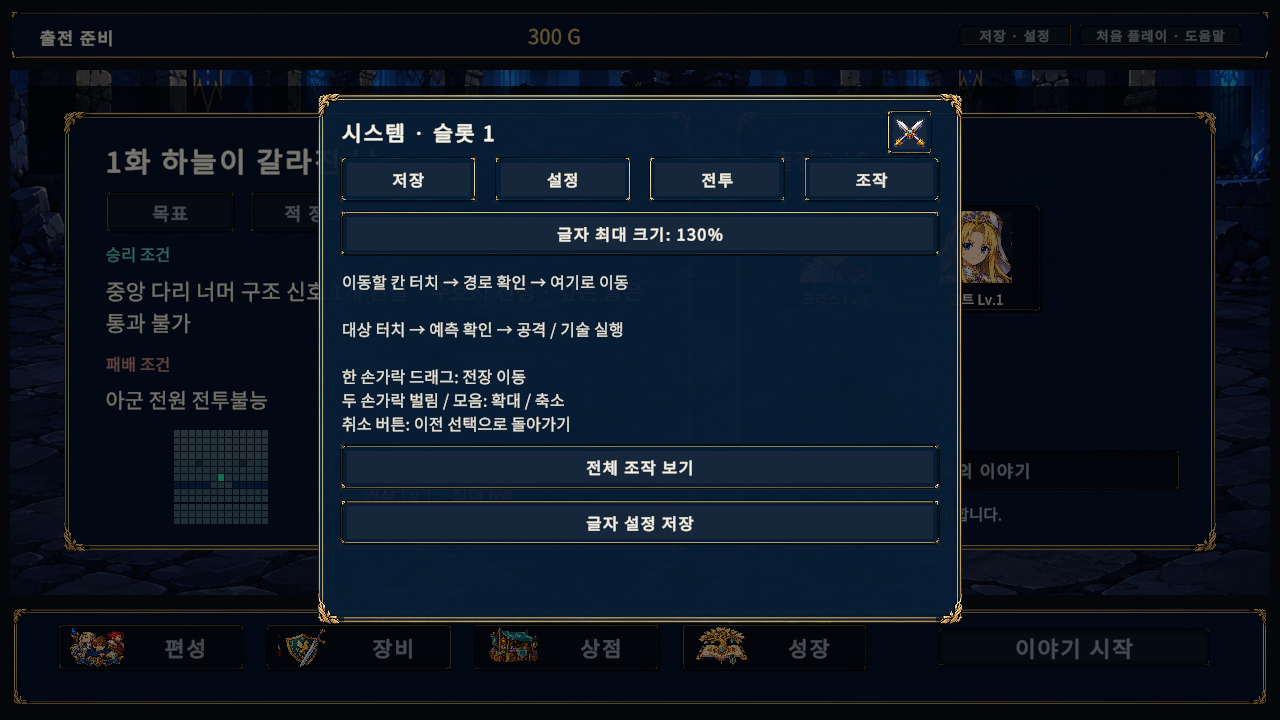 출전 준비
300 G
저장 · 설정
처음 플레이 · 도움말
시스템 · 슬롯 1
저장
설정
전투
조작
글자 최대 크기: 130%
이동할 칸 터치 → 경로 확인 → 여기로 이동
대상 터치 → 예측 확인 → 공격 / 기술 실행
한 손가락 드래그: 전장 이동
두 손가락 벌림 / 모음: 확대 / 축소
취소 버튼: 이전 선택으로 돌아가기
전체 조작 보기
글자 설정 저장
1화 하늘이 갈라진
목표
적
승리 조건
중앙 다리 너머 구조 신호
통과 불가
패배 조건
아군 전원 전투불능
트 Lv.1
의 이야기
합니다.
편성
장비
상점
성장
이야기 시작